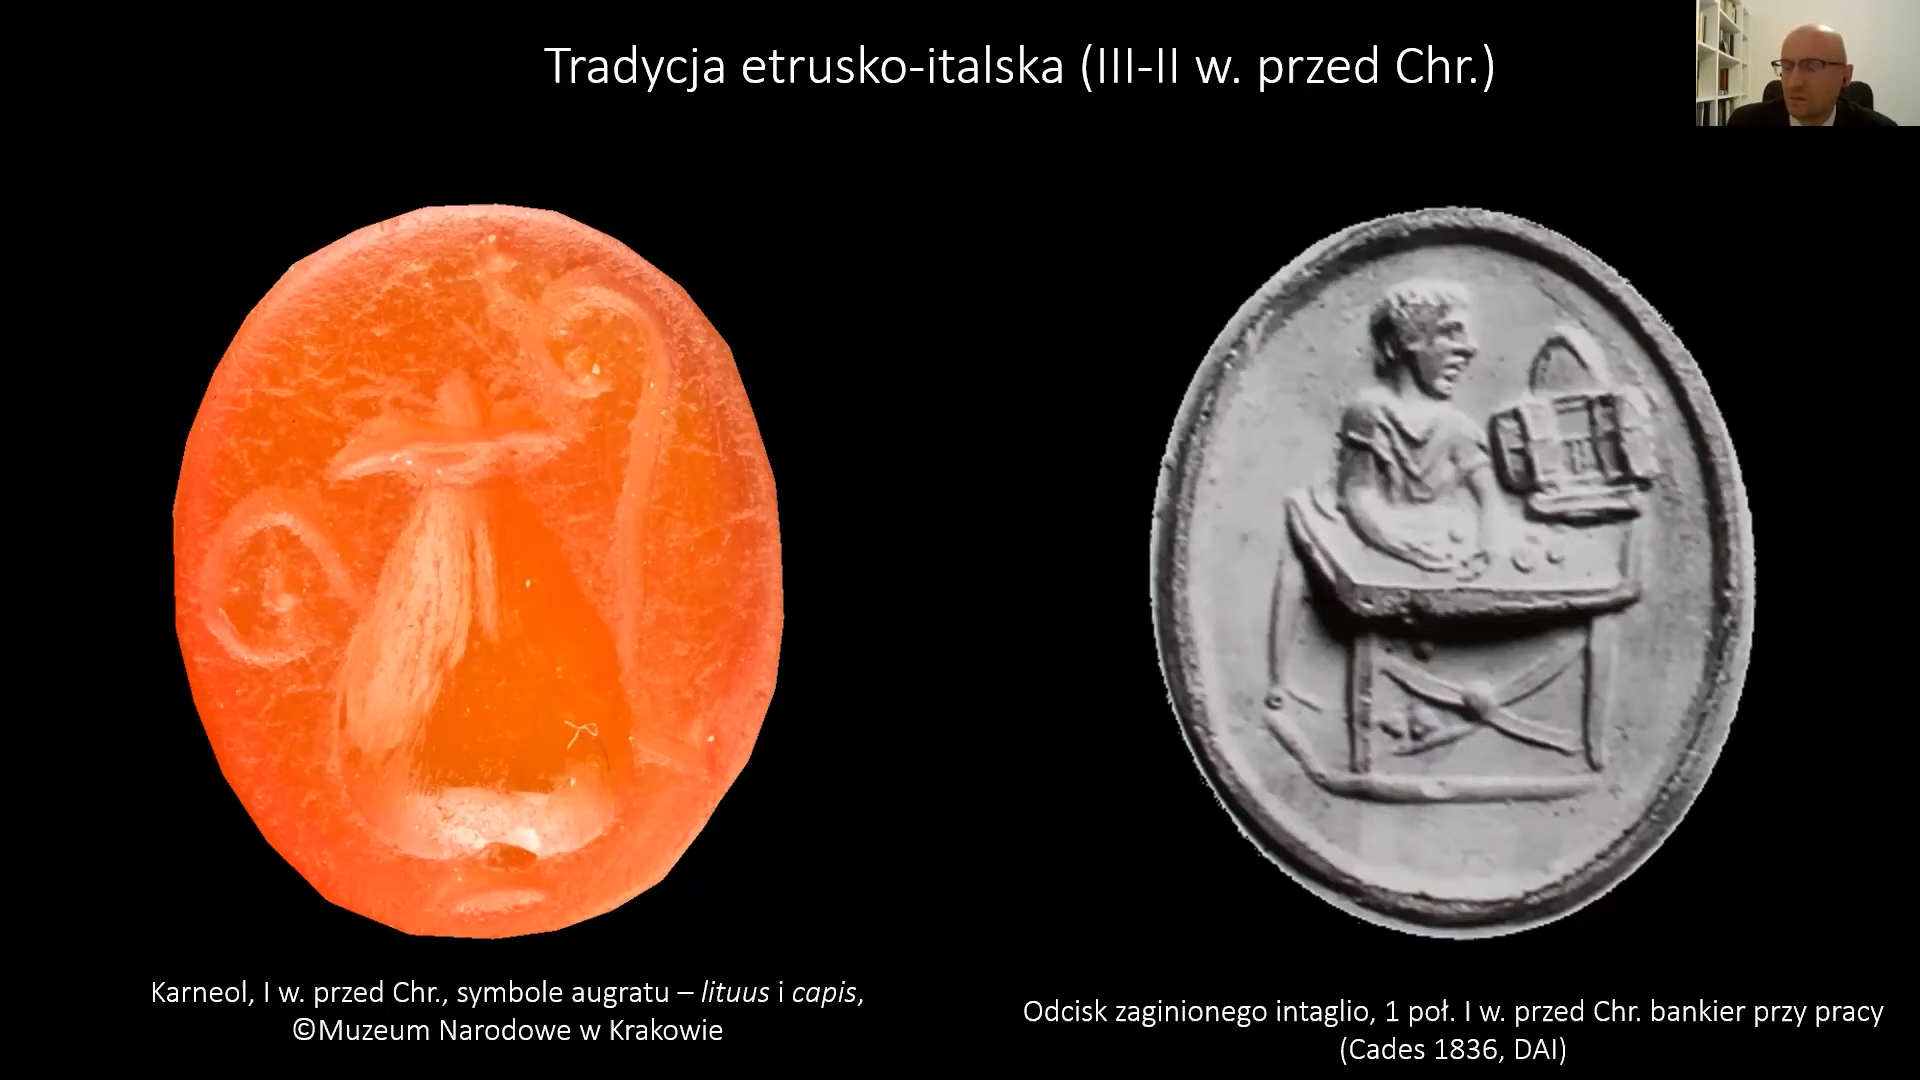 Tradycja etrusko-italska (III-II w. przed Chr.)
Karneol, I w. przed Chr., symbole augratu – lituus i capis,
©Muzeum Narodowe w Krakowie
Odcisk zaginionego intaglio, 1 poł. I w. przed Chr. bankier przy pracy
(Cades 1836, DAI)